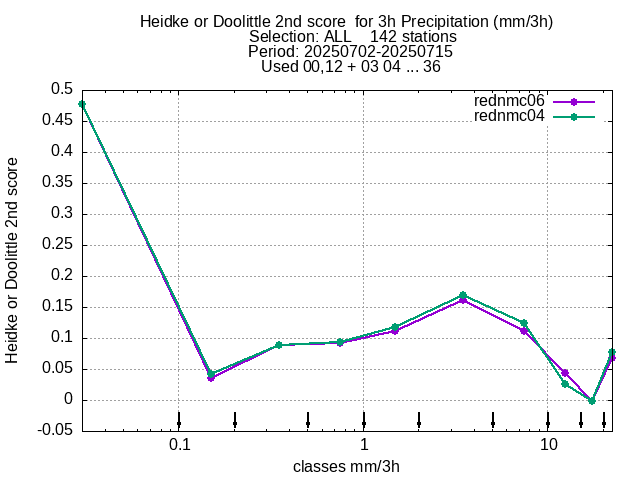 Heidke or Doolittle 2nd score  for 3h Precipitation (mm/3h)
Selection: ALL    142 stations
Period: 20250702-20250715
Used 00,12 + 03 04 ... 36
rednmc06
rednmc04
0.5
0.45
0.4
0.35
0.3
0.25
0.2
0.15
0.1
0.05
0
-0.05
Heidke or Doolittle 2nd score
0.1 1 10
classes mm/3h